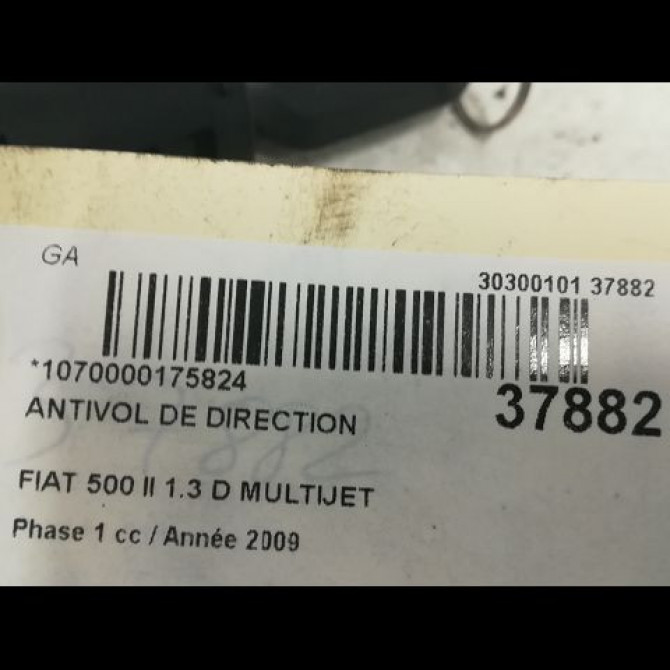 GA
30300101 37882
*1070000175824
37882
ANTIVOL DE DIRECTION
37882
FIAT 500 II 1.3 D MULTIJET
Phase 1 cc / Année 2009